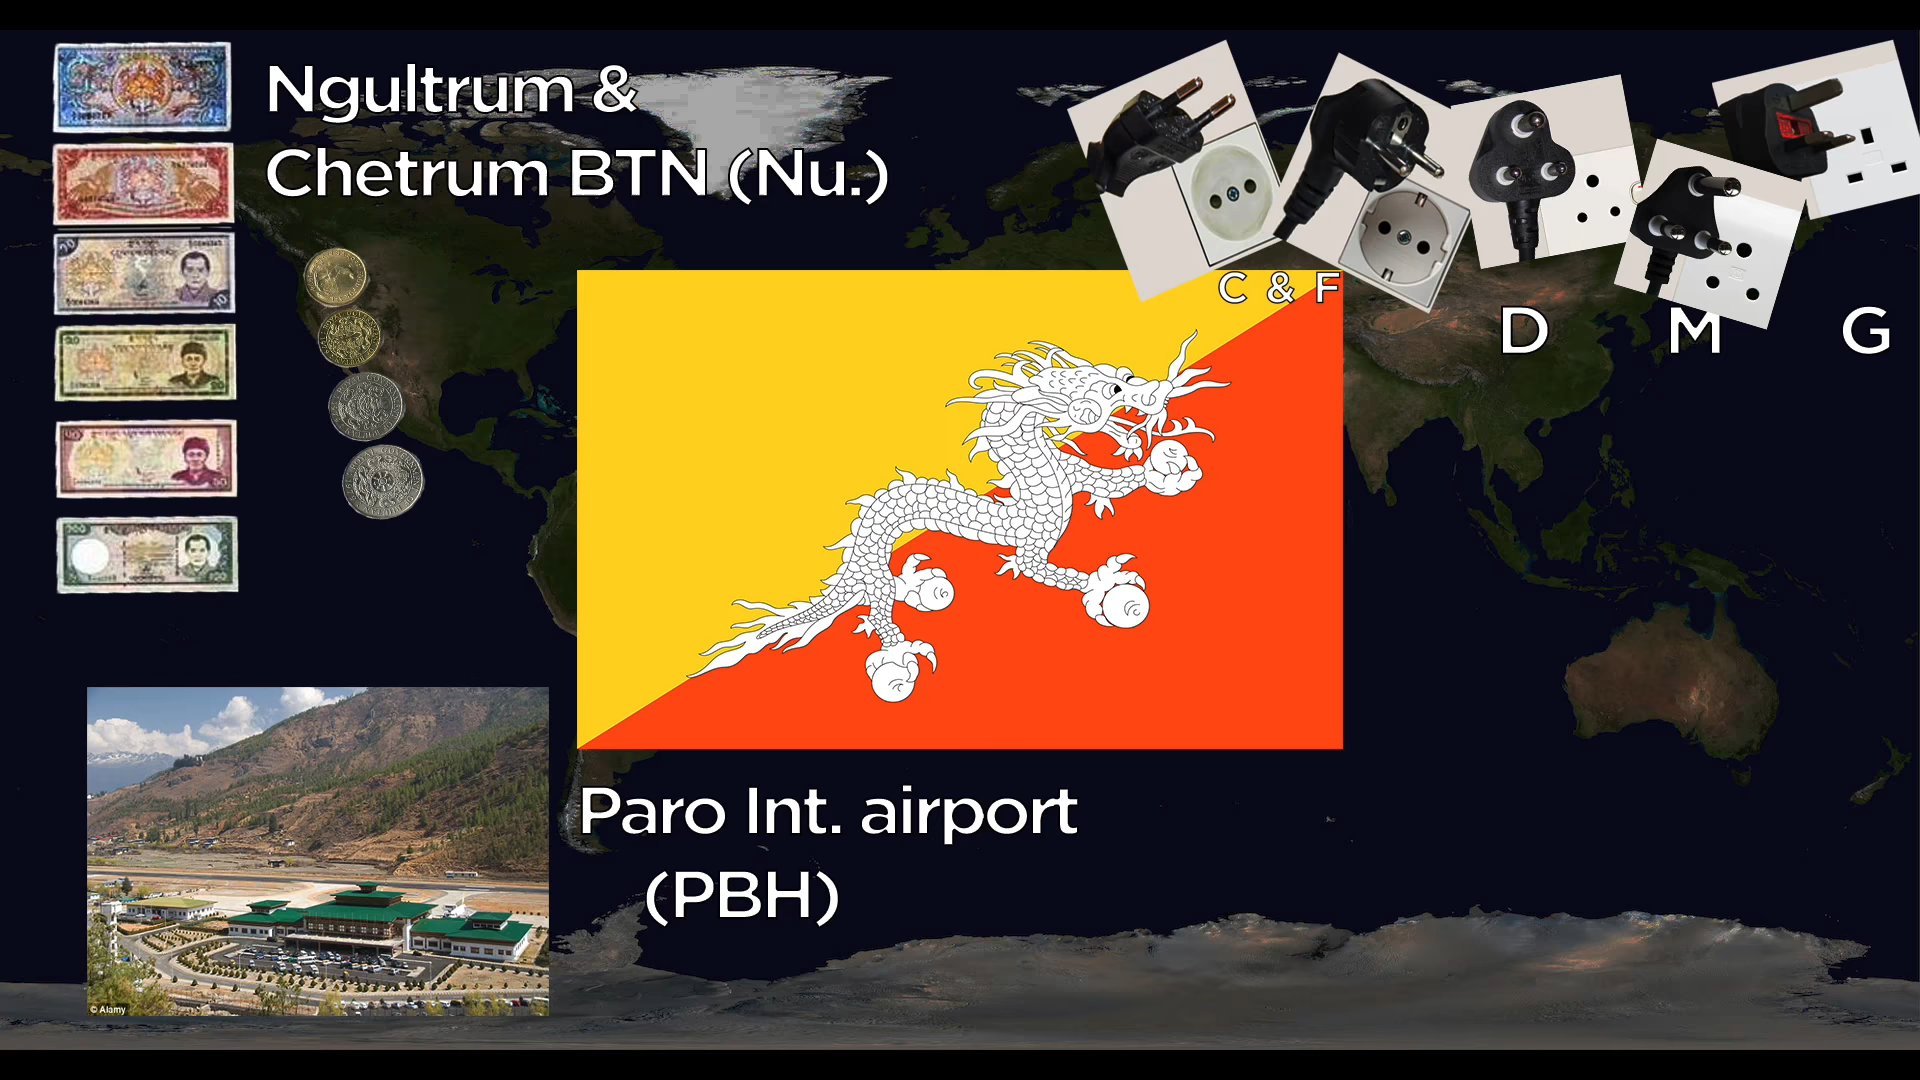 Ngultrum &
Chetrum BTN (Nu.)
C & F
D
M
G
Paro Int. airport
(PBH)
© Alamy